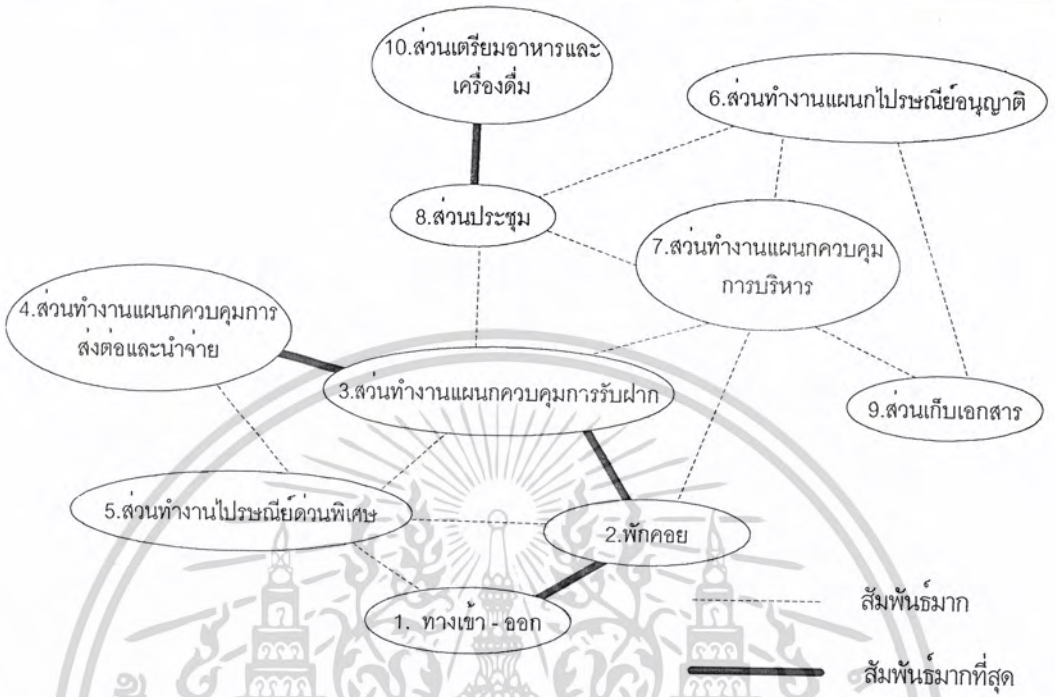 10.ส่วนเตรียมอาหารและ
เครื่องดื่ม
6.ส่วนทำงานแผนกไปรษณีย์อนุญาติ
8.ส่วนประชุม
7.ส่วนทำงานแผนกควบคุม
การบริหาร
4.ส่วนทำงานแผนกควบคุมการ
ส่งต่อและนำจ่าย
3.ส่วนทำงานแผนกควบคุมการรับฝาก
9.ส่วนเก็บเอกสาร
5.ส่วนทำงานไปรษณีย์ด่วนพิเศษ
2.พักคอย
1. ทางเข้า - ออก
สัมพันธ์มาก
สัมพันธ์มากที่สุด